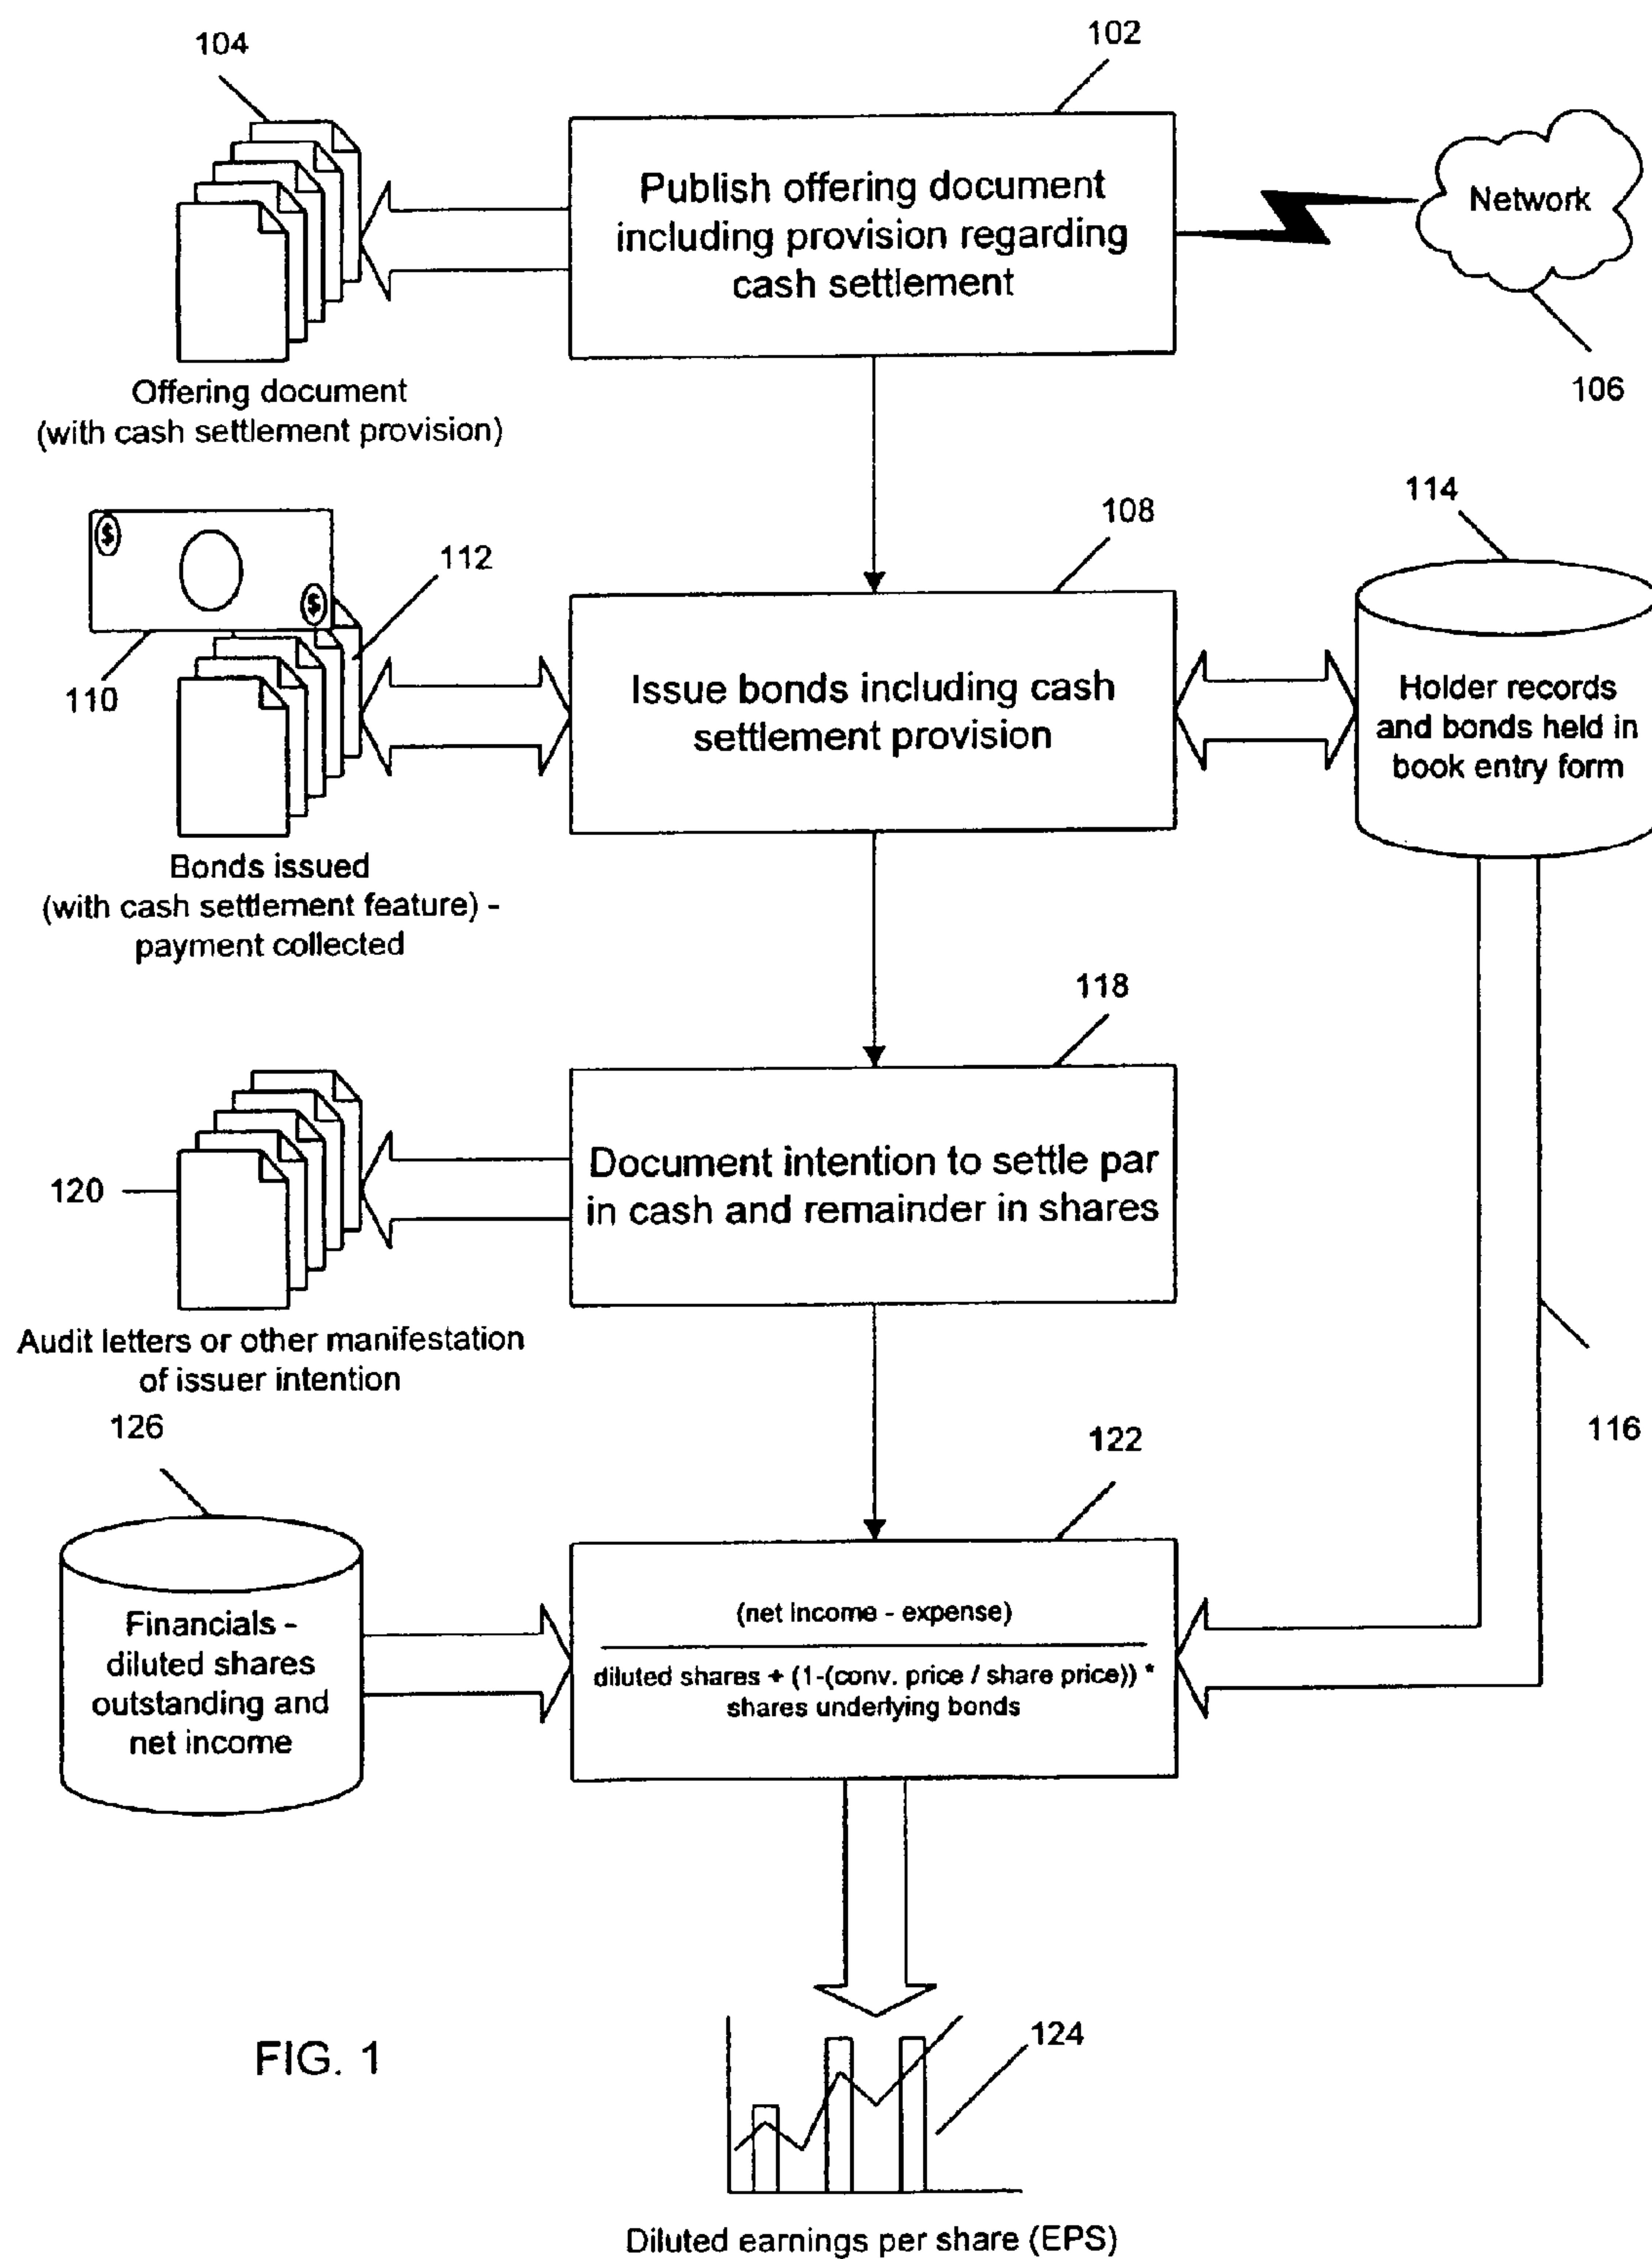 104
102
Publish offering document
including provision regarding
cash settlement
Network
106
Offering document
(with cash settlement provision)
$
$
110
112
108
114
Issue bonds including cash
settlement provision
Holder records
and bonds held in
book entry form
Bonds issued
(with cash settlement feature) -
payment collected
118
120
Document intention to settle par
in cash and remainder in shares
Audit letters or other manifestation
of issuer intention
116
126
122
Financials -
diluted shares
outstanding and
net income
(net income - expense)
diluted shares + (1-(conv. price / share price)) *
shares underlying bonds
FIG. 1
124
Diluted earnings per share (EPS)